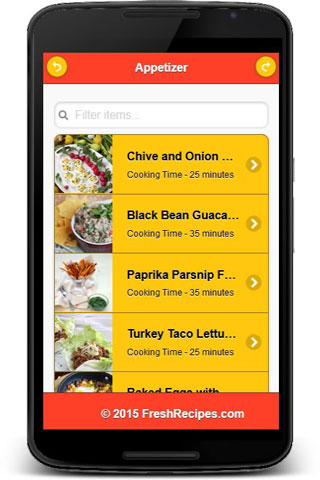 Appetizer
Filter items...
Chive and Onion ...
Cooking Time - 25 minutes
Black Bean Guaca...
Cooking Time - 35 minutes
Paprika Parsnip F...
Cooking Time - 35 minutes
Turkey Taco Lettu...
Cooking Time - 25 minutes
Baked Eggs with
© 2015 FreshRecipes.com